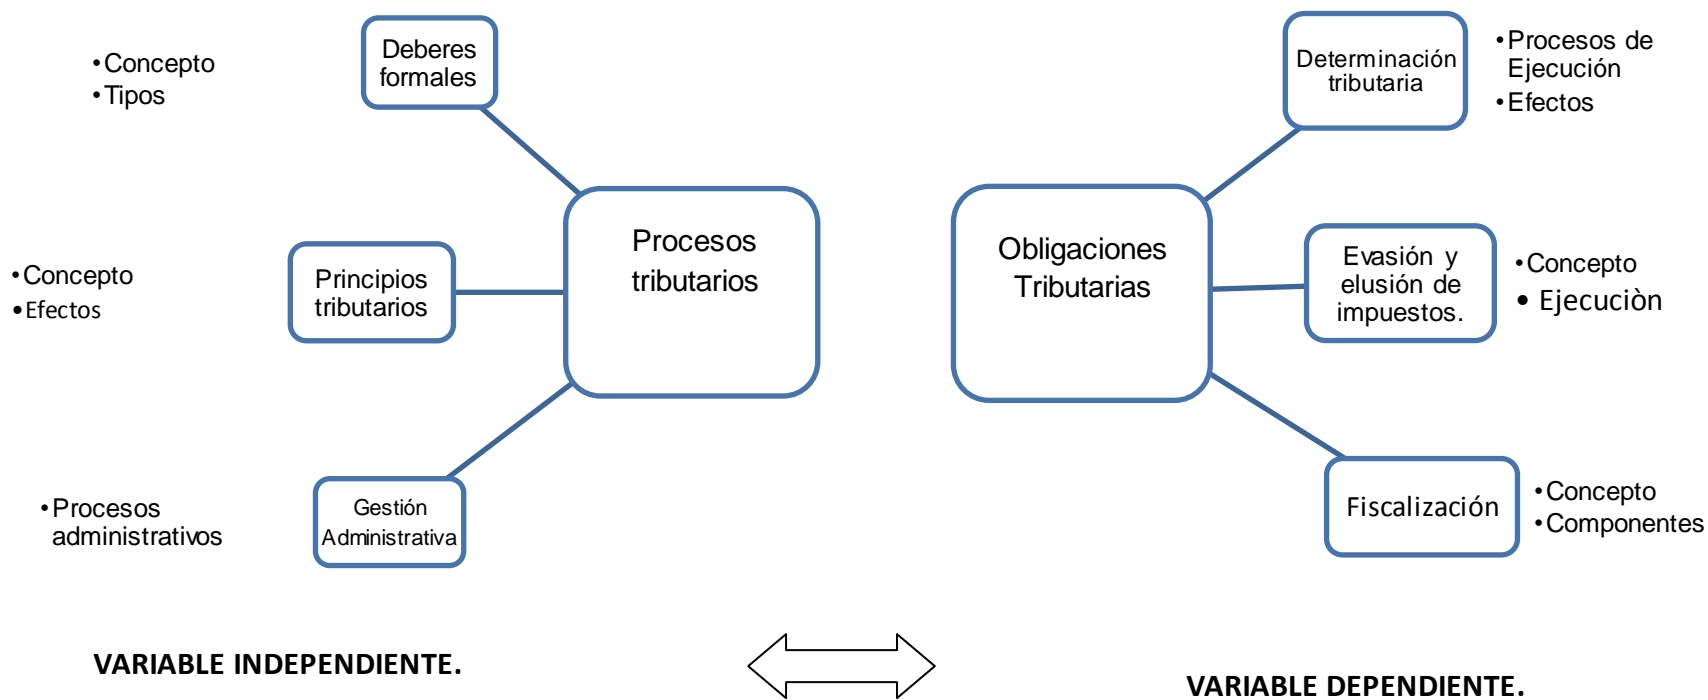 Deberes
formales
•Concepto
•Tipos
Principios
tributarios
•Concepto
•Efectos
Gestión
Administrativa
•Procesos
administrativos
Procesos
tributarios
VARIABLE INDEPENDIENTE.
Obligaciones
Tributarias
Determinación
tributaria
•Procesos de
Ejecución
•Efectos
Evasión y
elusión de
impuestos.
•Concepto
• Ejecuciòn
Fiscalización
•Concepto
•Componentes
VARIABLE DEPENDIENTE.